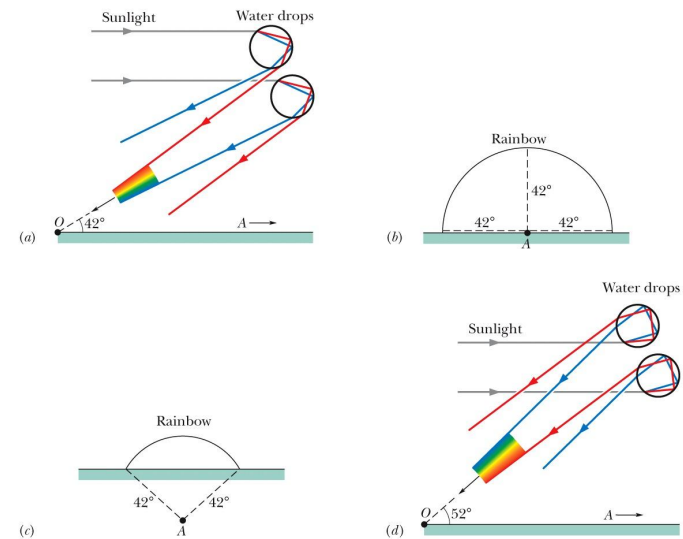 Sunlight
Water drops
O
42°
A
(a)
Rainbow
42°
42°
42°
A
(b)
Rainbow
42°
42°
A
(c)
Water drops
Sunlight
O
52°
A
(d)